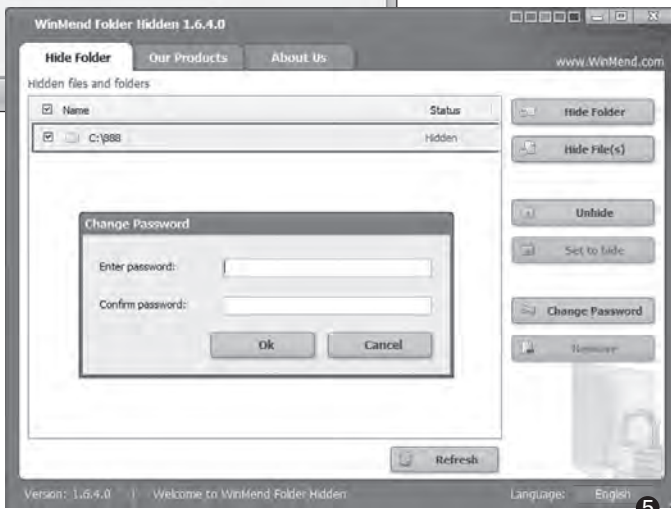 WinMend Folder Hidden 1.6.4.0
Hide Folder Our Products About Us
www.WinMend.com
Hidden files and folders
Name Status
C:\888 Hidden
Hide Folder
Hide File(s)
Unhide
Set to hide
Change Password
Remove
Change Password
Enter password:
Confirm password:
Ok Cancel
Refresh
Version: 1.6.4.0 | Welcome to WinMend Folder Hidden Language: English
5